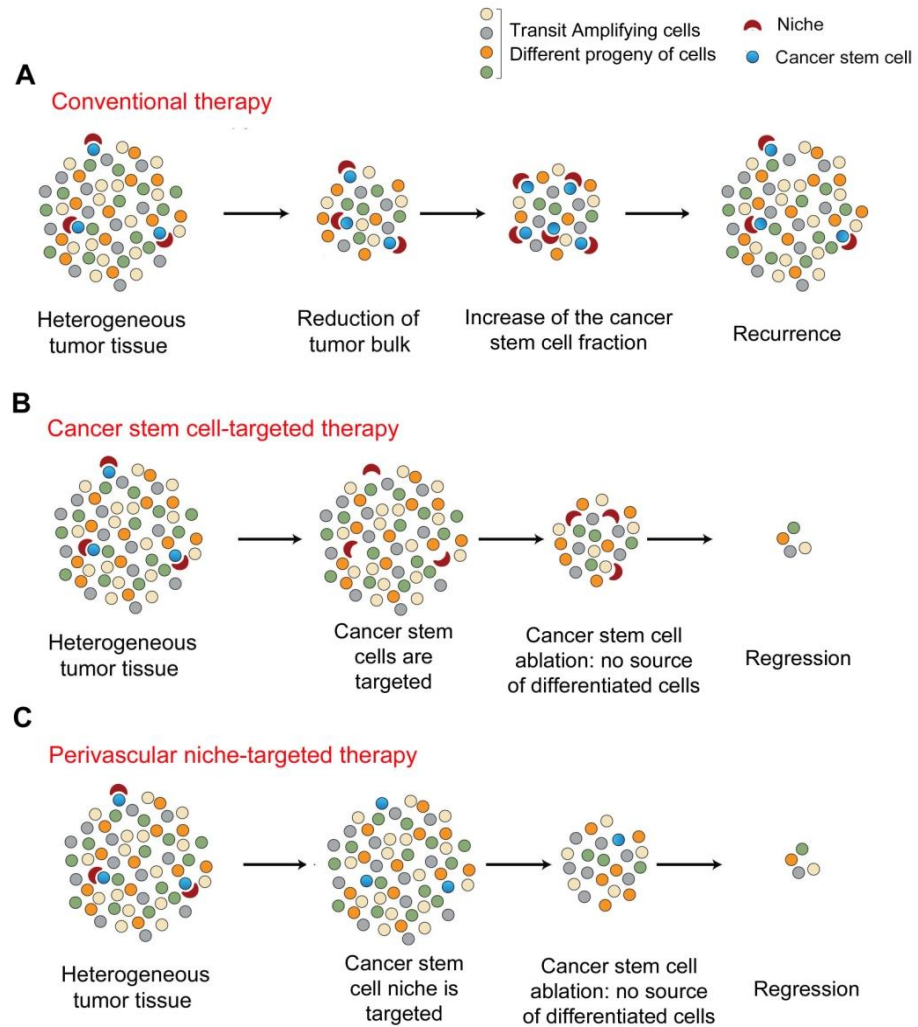 Transit Amplifying cells
Different progeny of cells
Niche
Cancer stem cell
A
Conventional therapy
Heterogeneous
tumor tissue
Reduction of
tumor bulk
Increase of the cancer
stem cell fraction
Recurrence
B
Cancer stem cell-targeted therapy
Heterogeneous
tumor tissue
Cancer stem
cells are
targeted
Cancer stem cell
ablation: no source
of differentiated cells
Regression
C
Perivascular niche-targeted therapy
Heterogeneous
tumor tissue
Cancer stem
cell niche is
targeted
Cancer stem cell
ablation: no source
of differentiated cells
Regression